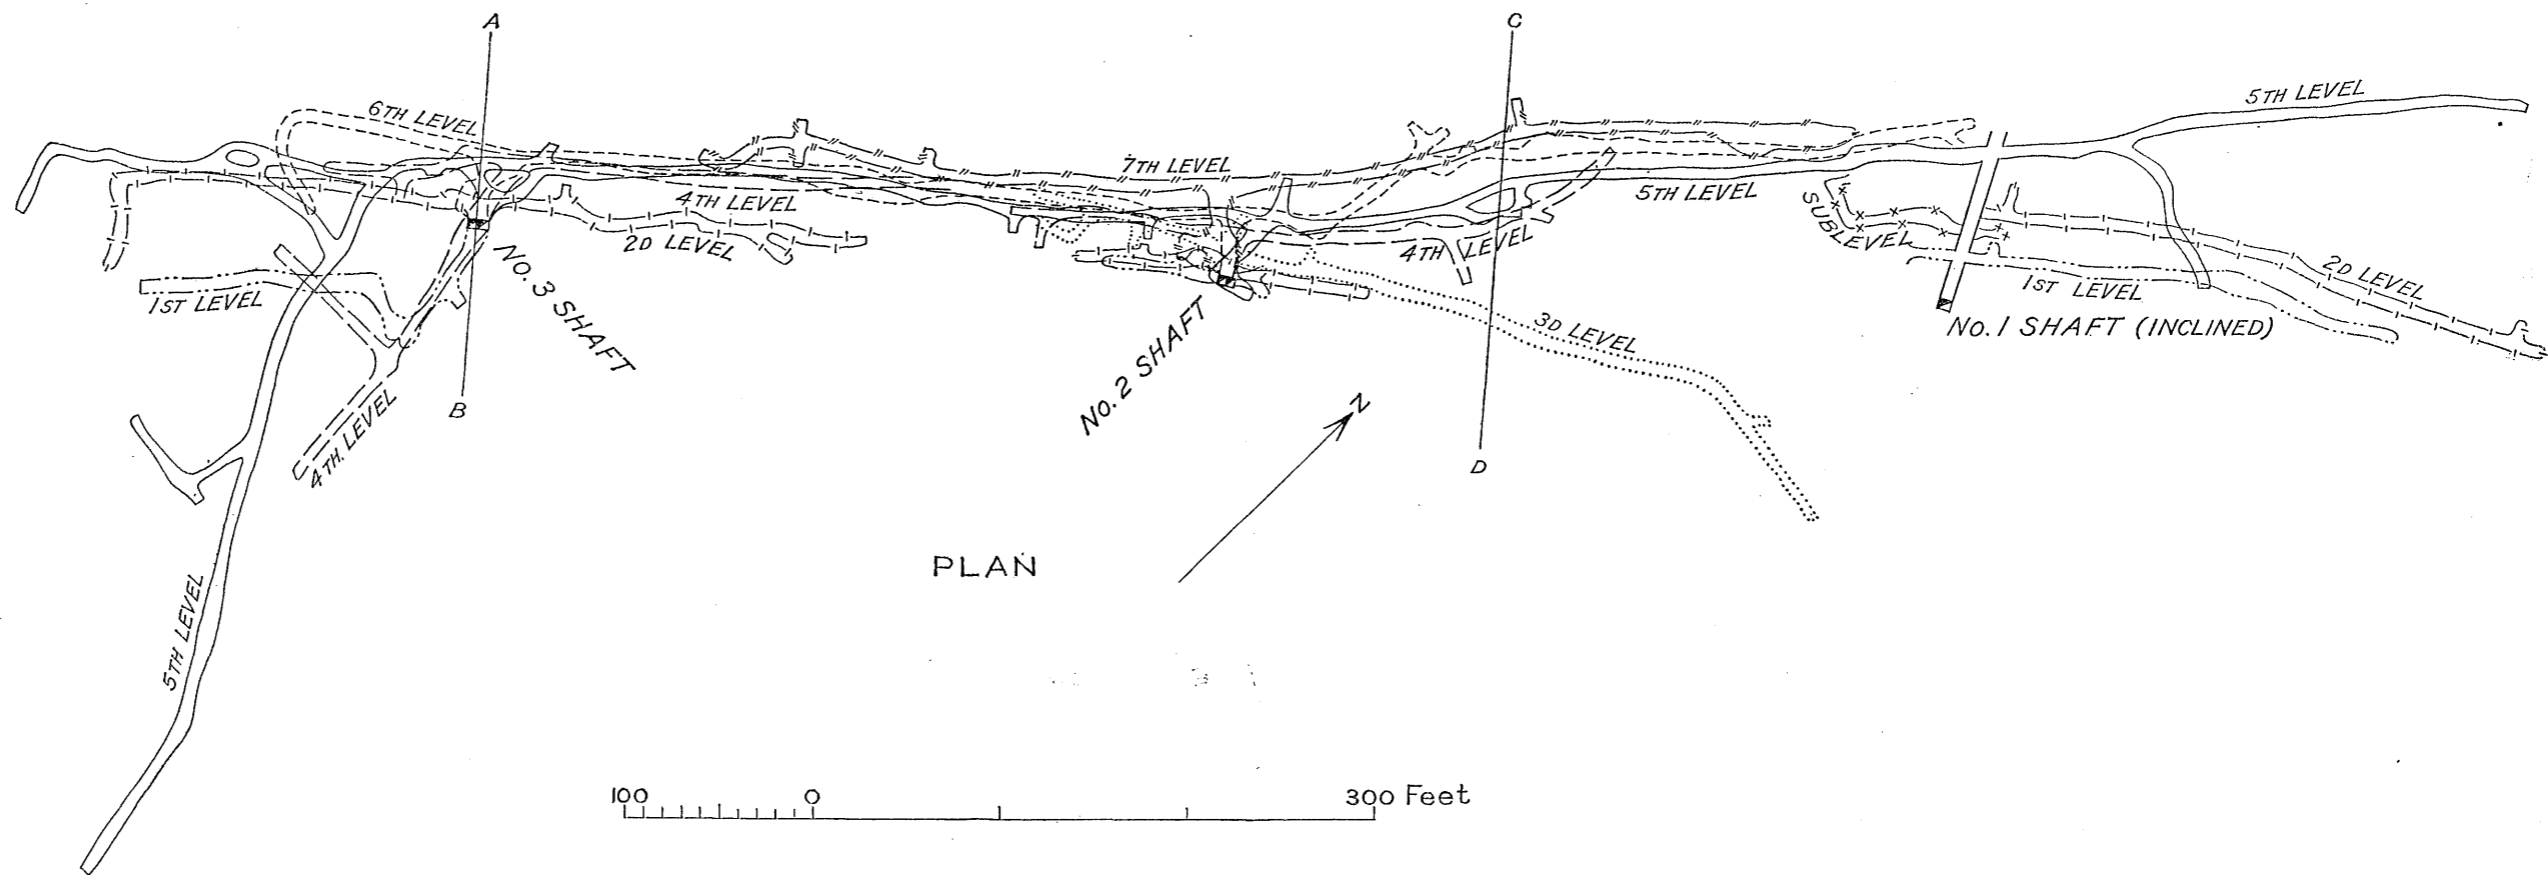 A
C
5TH LEVEL
6TH LEVEL
7TH LEVEL
4TH LEVEL
5TH LEVEL
SUBLEVEL
2D LEVEL
4TH LEVEL
2D LEVEL
1ST LEVEL
1ST LEVEL
NO. 3 SHAFT
NO. 2 SHAFT
3D LEVEL
NO. 1 SHAFT (INCLINED)
B
N
4TH. LEVEL
D
PLAN
5TH LEVEL
100 0 300 Feet